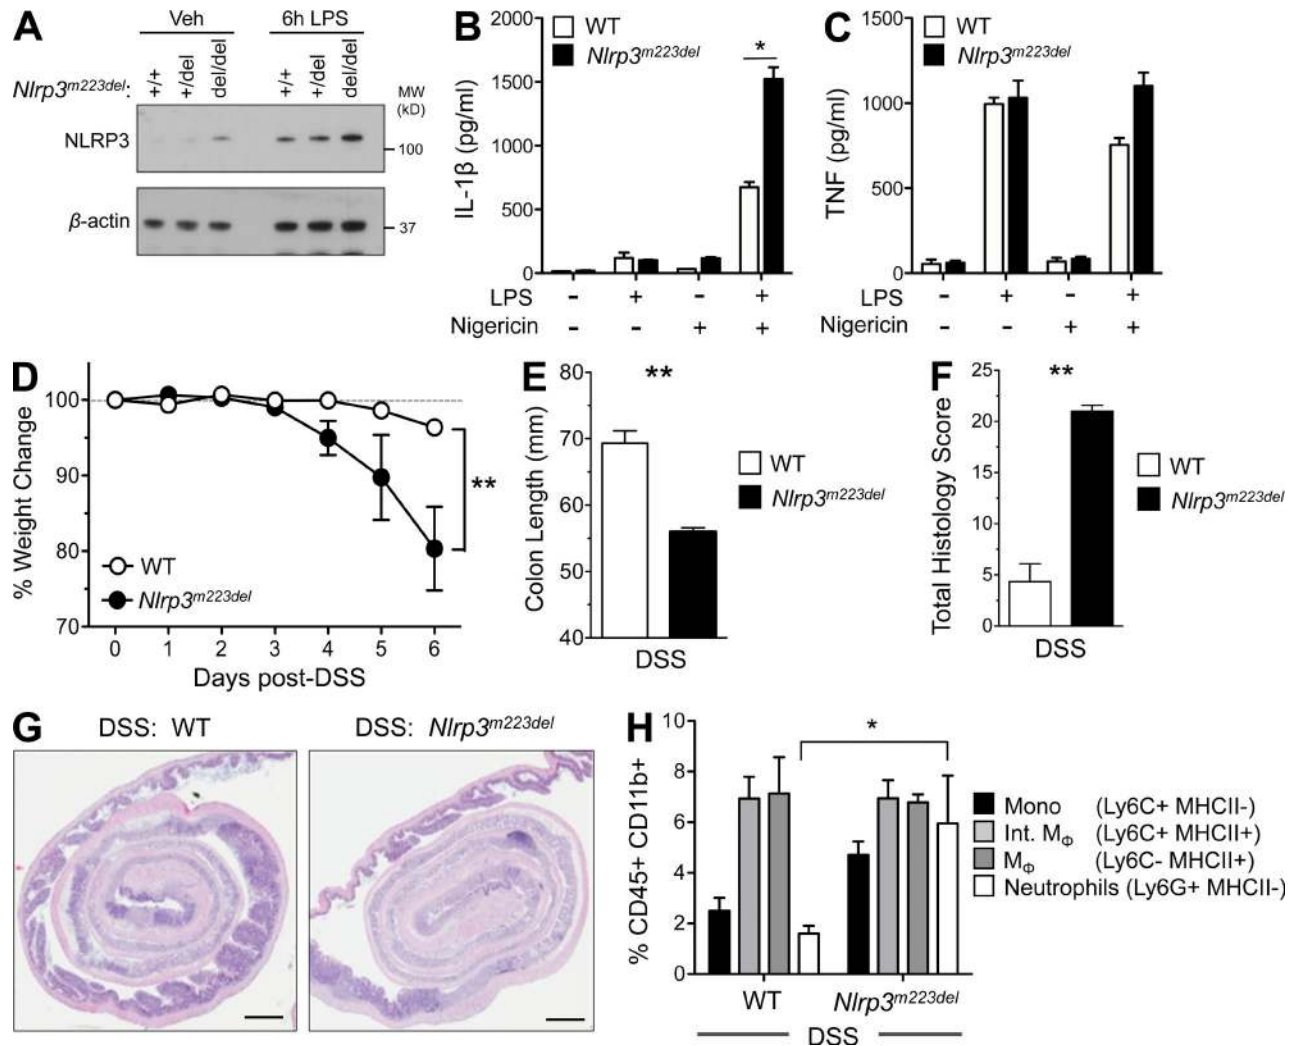 A
Veh
6h LPS
Nlrp3m223del:
+/+
+/del
del/del
+/+
+/del
del/del
MW
(kD)
NLRP3
100
β-actin
37
B
2000
1500
1000
500
0
IL-1β (pg/ml)
WT
Nlrp3m223del
*
LPS - + - +
Nigericin - - + +
C
1500
1000
500
0
TNF (pg/ml)
WT
Nlrp3m223del
LPS - + - +
Nigericin - - + +
D
100
90
80
70
% Weight Change
**
WT
Nlrp3m223del
0 1 2 3 4 5 6
Days post-DSS
E
80
70
60
50
40
Colon Length (mm)
**
WT
Nlrp3m223del
DSS
F
25
20
15
10
5
0
Total Histology Score
**
WT
Nlrp3m223del
DSS
G
DSS: WT
DSS: Nlrp3m223del
H
10
8
6
4
2
0
% CD45+ CD11b+
*
Mono (Ly6C+ MHCII-)
Int. MΦ (Ly6C+ MHCII+)
MΦ (Ly6C- MHCII+)
Neutrophils (Ly6G+ MHCII-)
WT
Nlrp3m223del
DSS